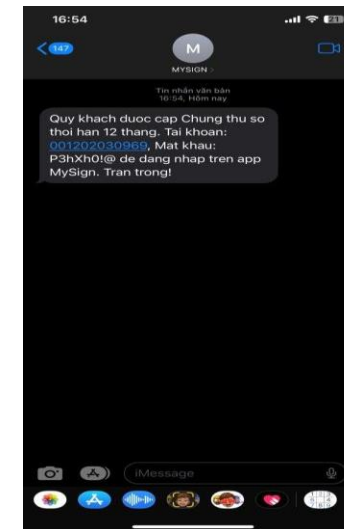 16:54
21
147
M
MYSIGN >
Tin nhắn văn bản
16:54, Hôm nay
Quy khach duoc cap Chung thu so
thoi han 12 thang. Tai khoan:
001202030969, Mat khau:
P3hXh0!@ de dang nhap tren app
MySign. Tran trong!
iMessage